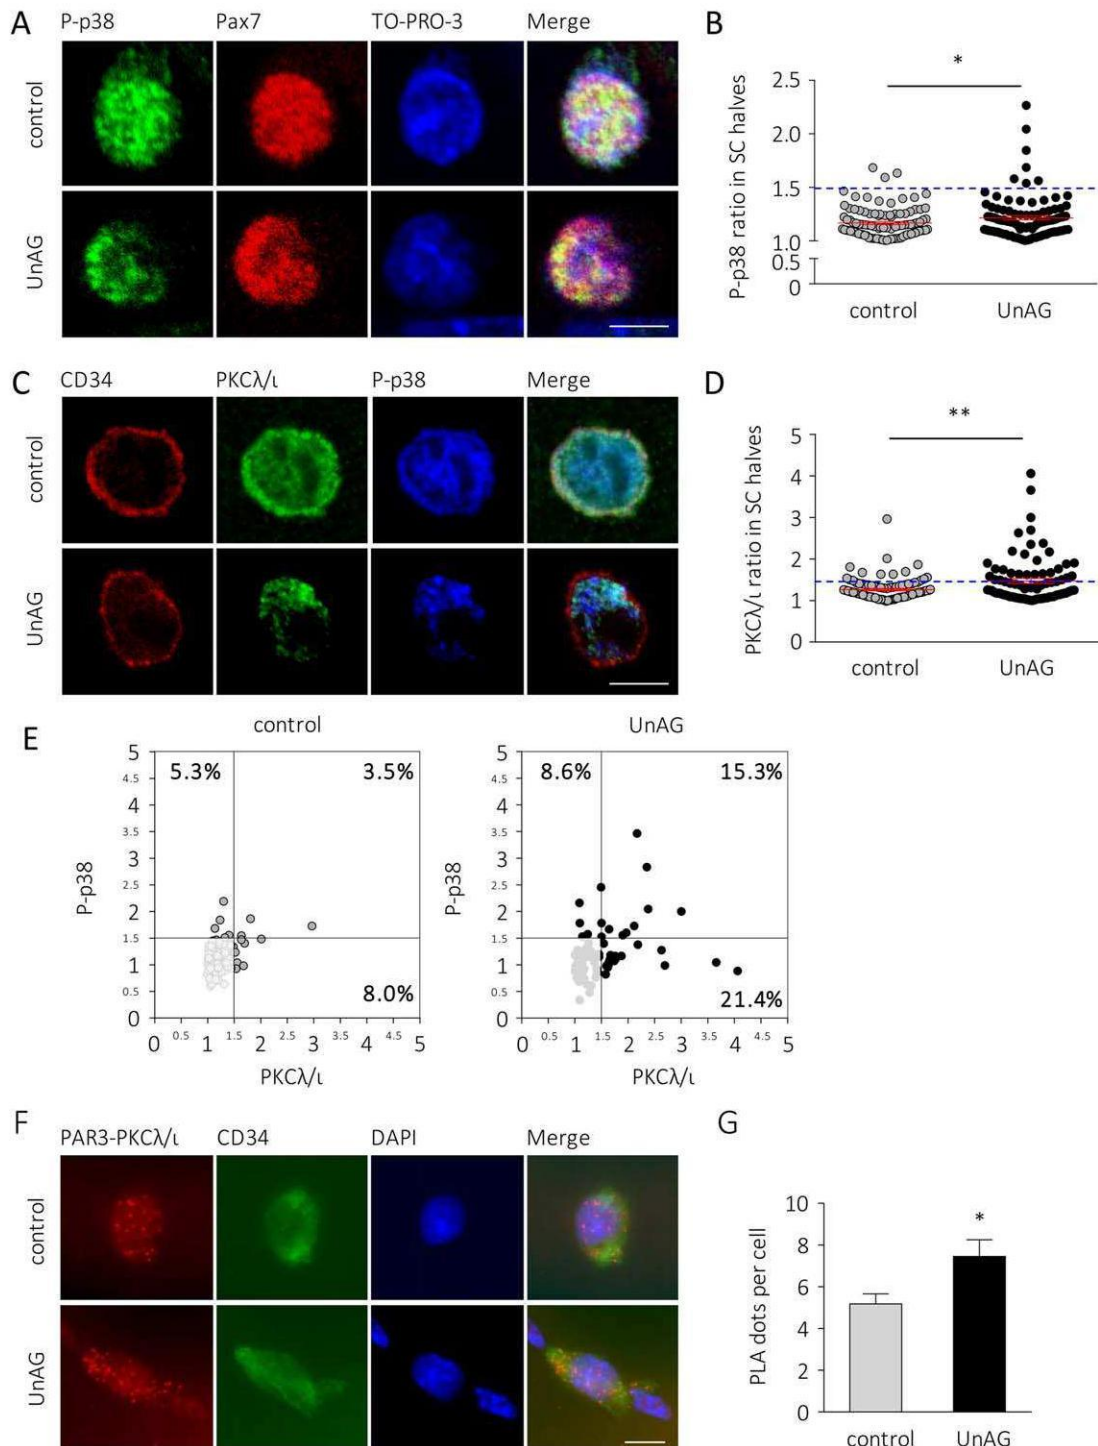 A
P-p38 Pax7 TO-PRO-3 Merge
control
UnAG
B
*
P-p38 ratio in SC halves
2.5
2.0
1.5
1.0
0.5
0
control UnAG
C
CD34 PKCλ/ι P-p38 Merge
control
UnAG
D
**
PKCλ/ι ratio in SC halves
5
4
3
2
1
0
control UnAG
E
control
5.3% 3.5%
8.0%
P-p38
5
4.5
4
3.5
3
2.5
2
1.5
1
0.5
0
0 0.5 1 1.5 2 2.5 3 3.5 4 4.5 5
PKCλ/ι
UnAG
8.6% 15.3%
21.4%
P-p38
5
4.5
4
3.5
3
2.5
2
1.5
1
0.5
0
0 0.5 1 1.5 2 2.5 3 3.5 4 4.5 5
PKCλ/ι
F
PAR3-PKCλ/ι CD34 DAPI Merge
control
UnAG
G
*
PLA dots per cell
10
8
6
4
2
0
control UnAG